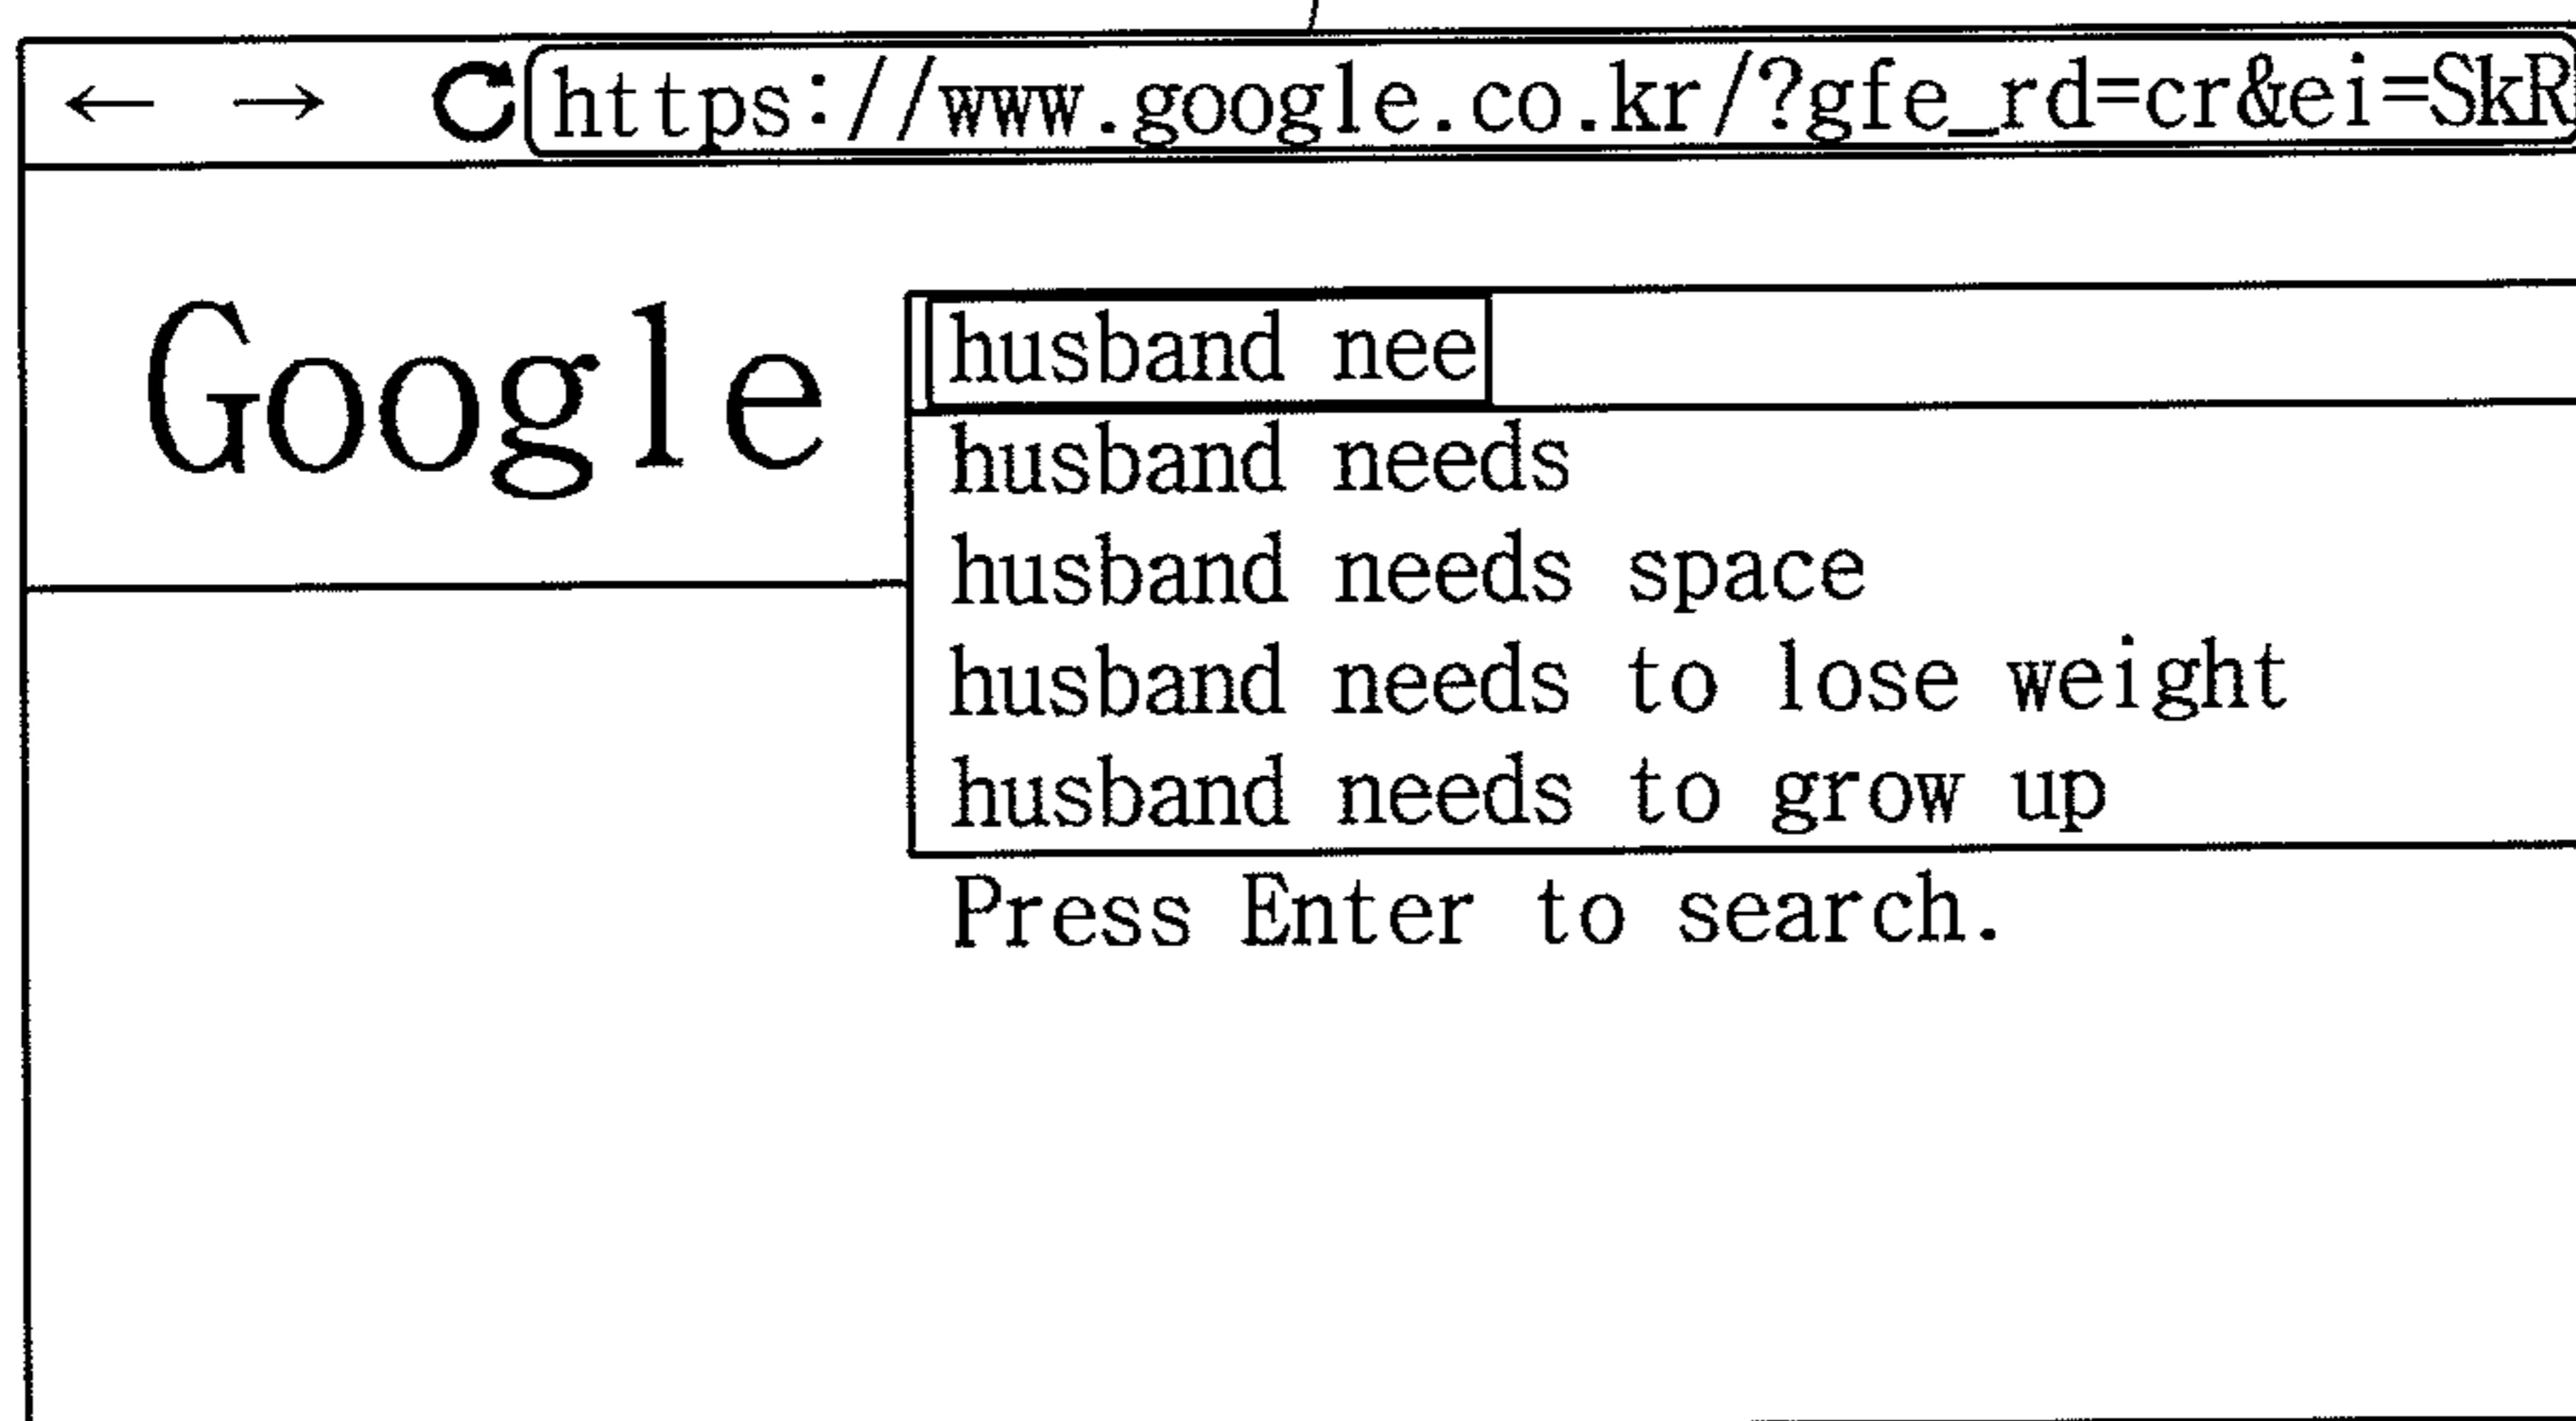 ← → https://www.google.co.kr/?gfe_rd=cr&ei=SkR
Google
husband nee
husband needs
husband needs space
husband needs to lose weight
husband needs to grow up
Press Enter to search.